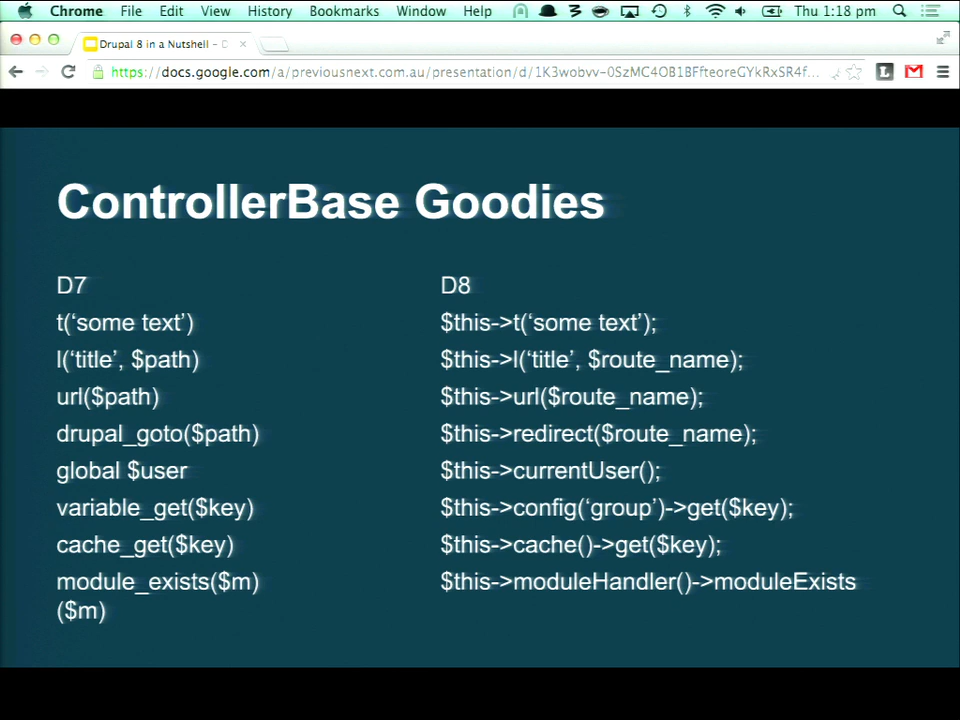 Chrome File Edit View History Bookmarks Window Help Thu 1:18 pm
Drupal 8 in a Nutshell - D
https://docs.google.com/a/previousnext.com.au/presentation/d/1K3wobvv-0SzMC4OB1BFfteoreGYkRxSR4f...
ControllerBase Goodies
D7 D8
t(‘some text’) $this->t(‘some text’);
l(‘title’, $path) $this->l(‘title’, $route_name);
url($path) $this->url($route_name);
drupal_goto($path) $this->redirect($route_name);
global $user $this->currentUser();
variable_get($key) $this->config(‘group’)->get($key);
cache_get($key) $this->cache()->get($key);
module_exists($m) $this->moduleHandler()->moduleExists
($m)